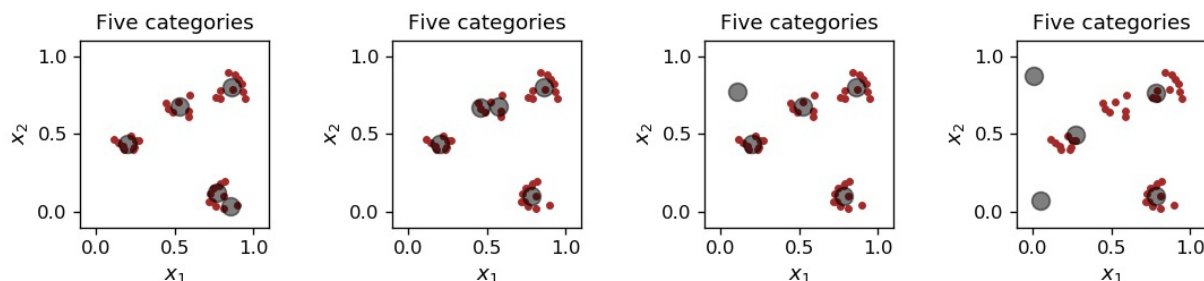 Five categories Five categories Five categories Five categories
1.0 1.0 1.0 1.0
x₂ 0.5 x₂ 0.5 x₂ 0.5 x₂ 0.5
0.0 0.0 0.0 0.0
0.0 0.5 1.0 0.0 0.5 1.0 0.0 0.5 1.0 0.0 0.5 1.0
x₁ x₁ x₁ x₁